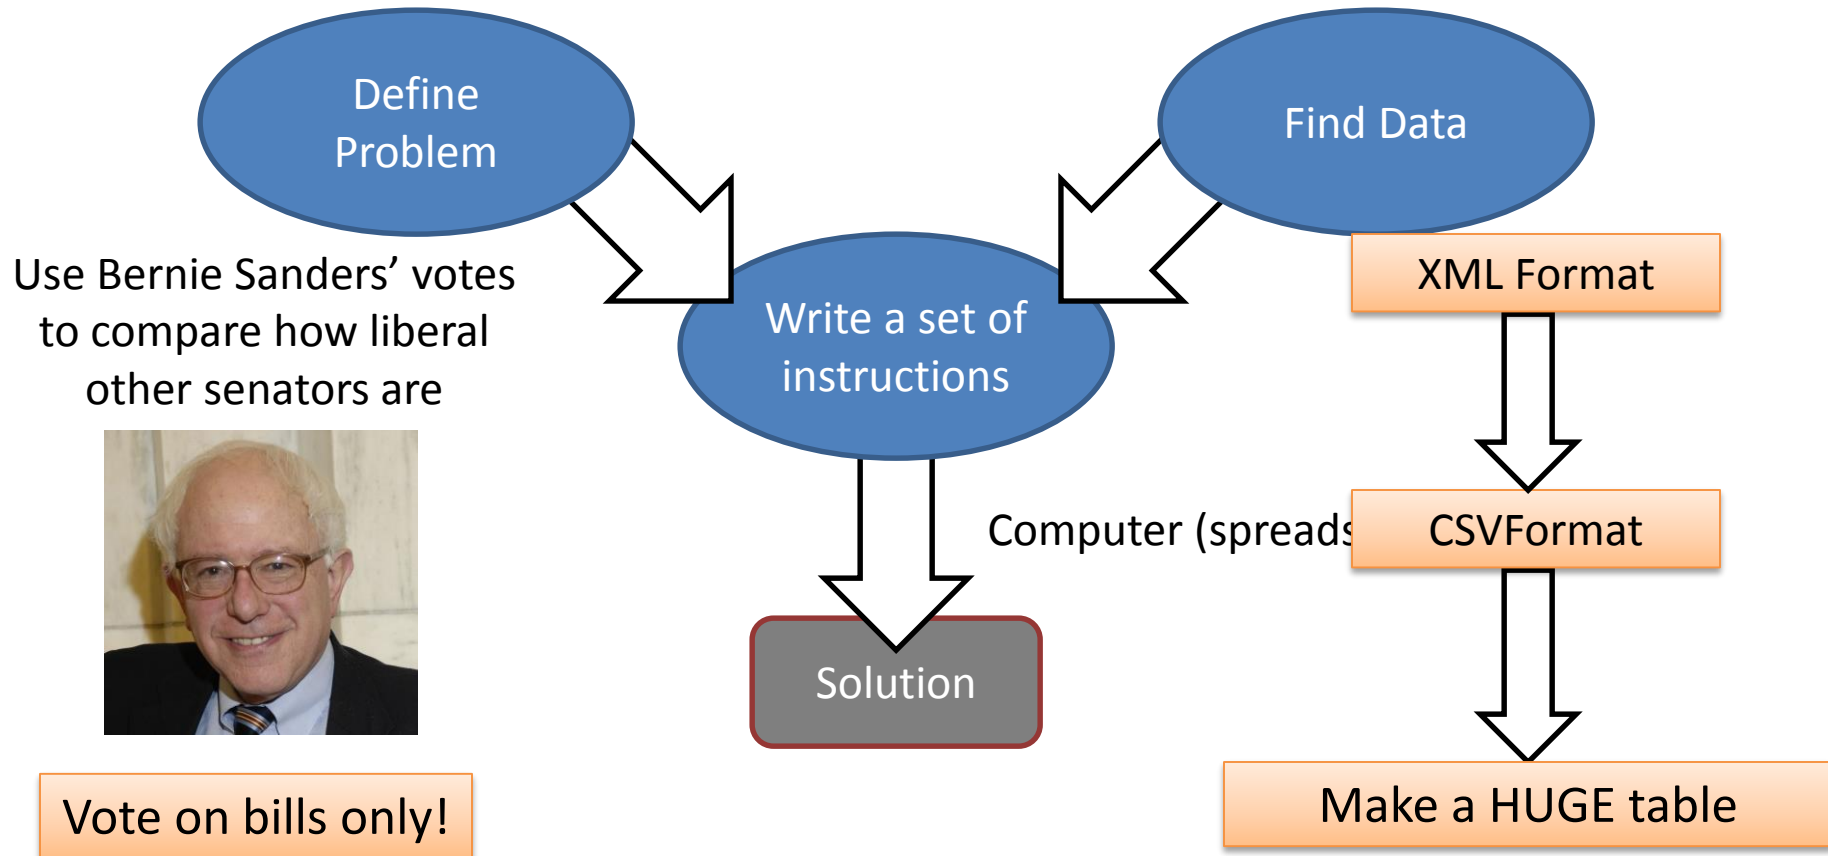 Define
Problem
Find Data
Use Bernie Sanders’ votes
to compare how liberal
other senators are
XML Format
Write a set of
instructions
Computer (spreads
CSVFormat
Solution
Vote on bills only!
Make a HUGE table